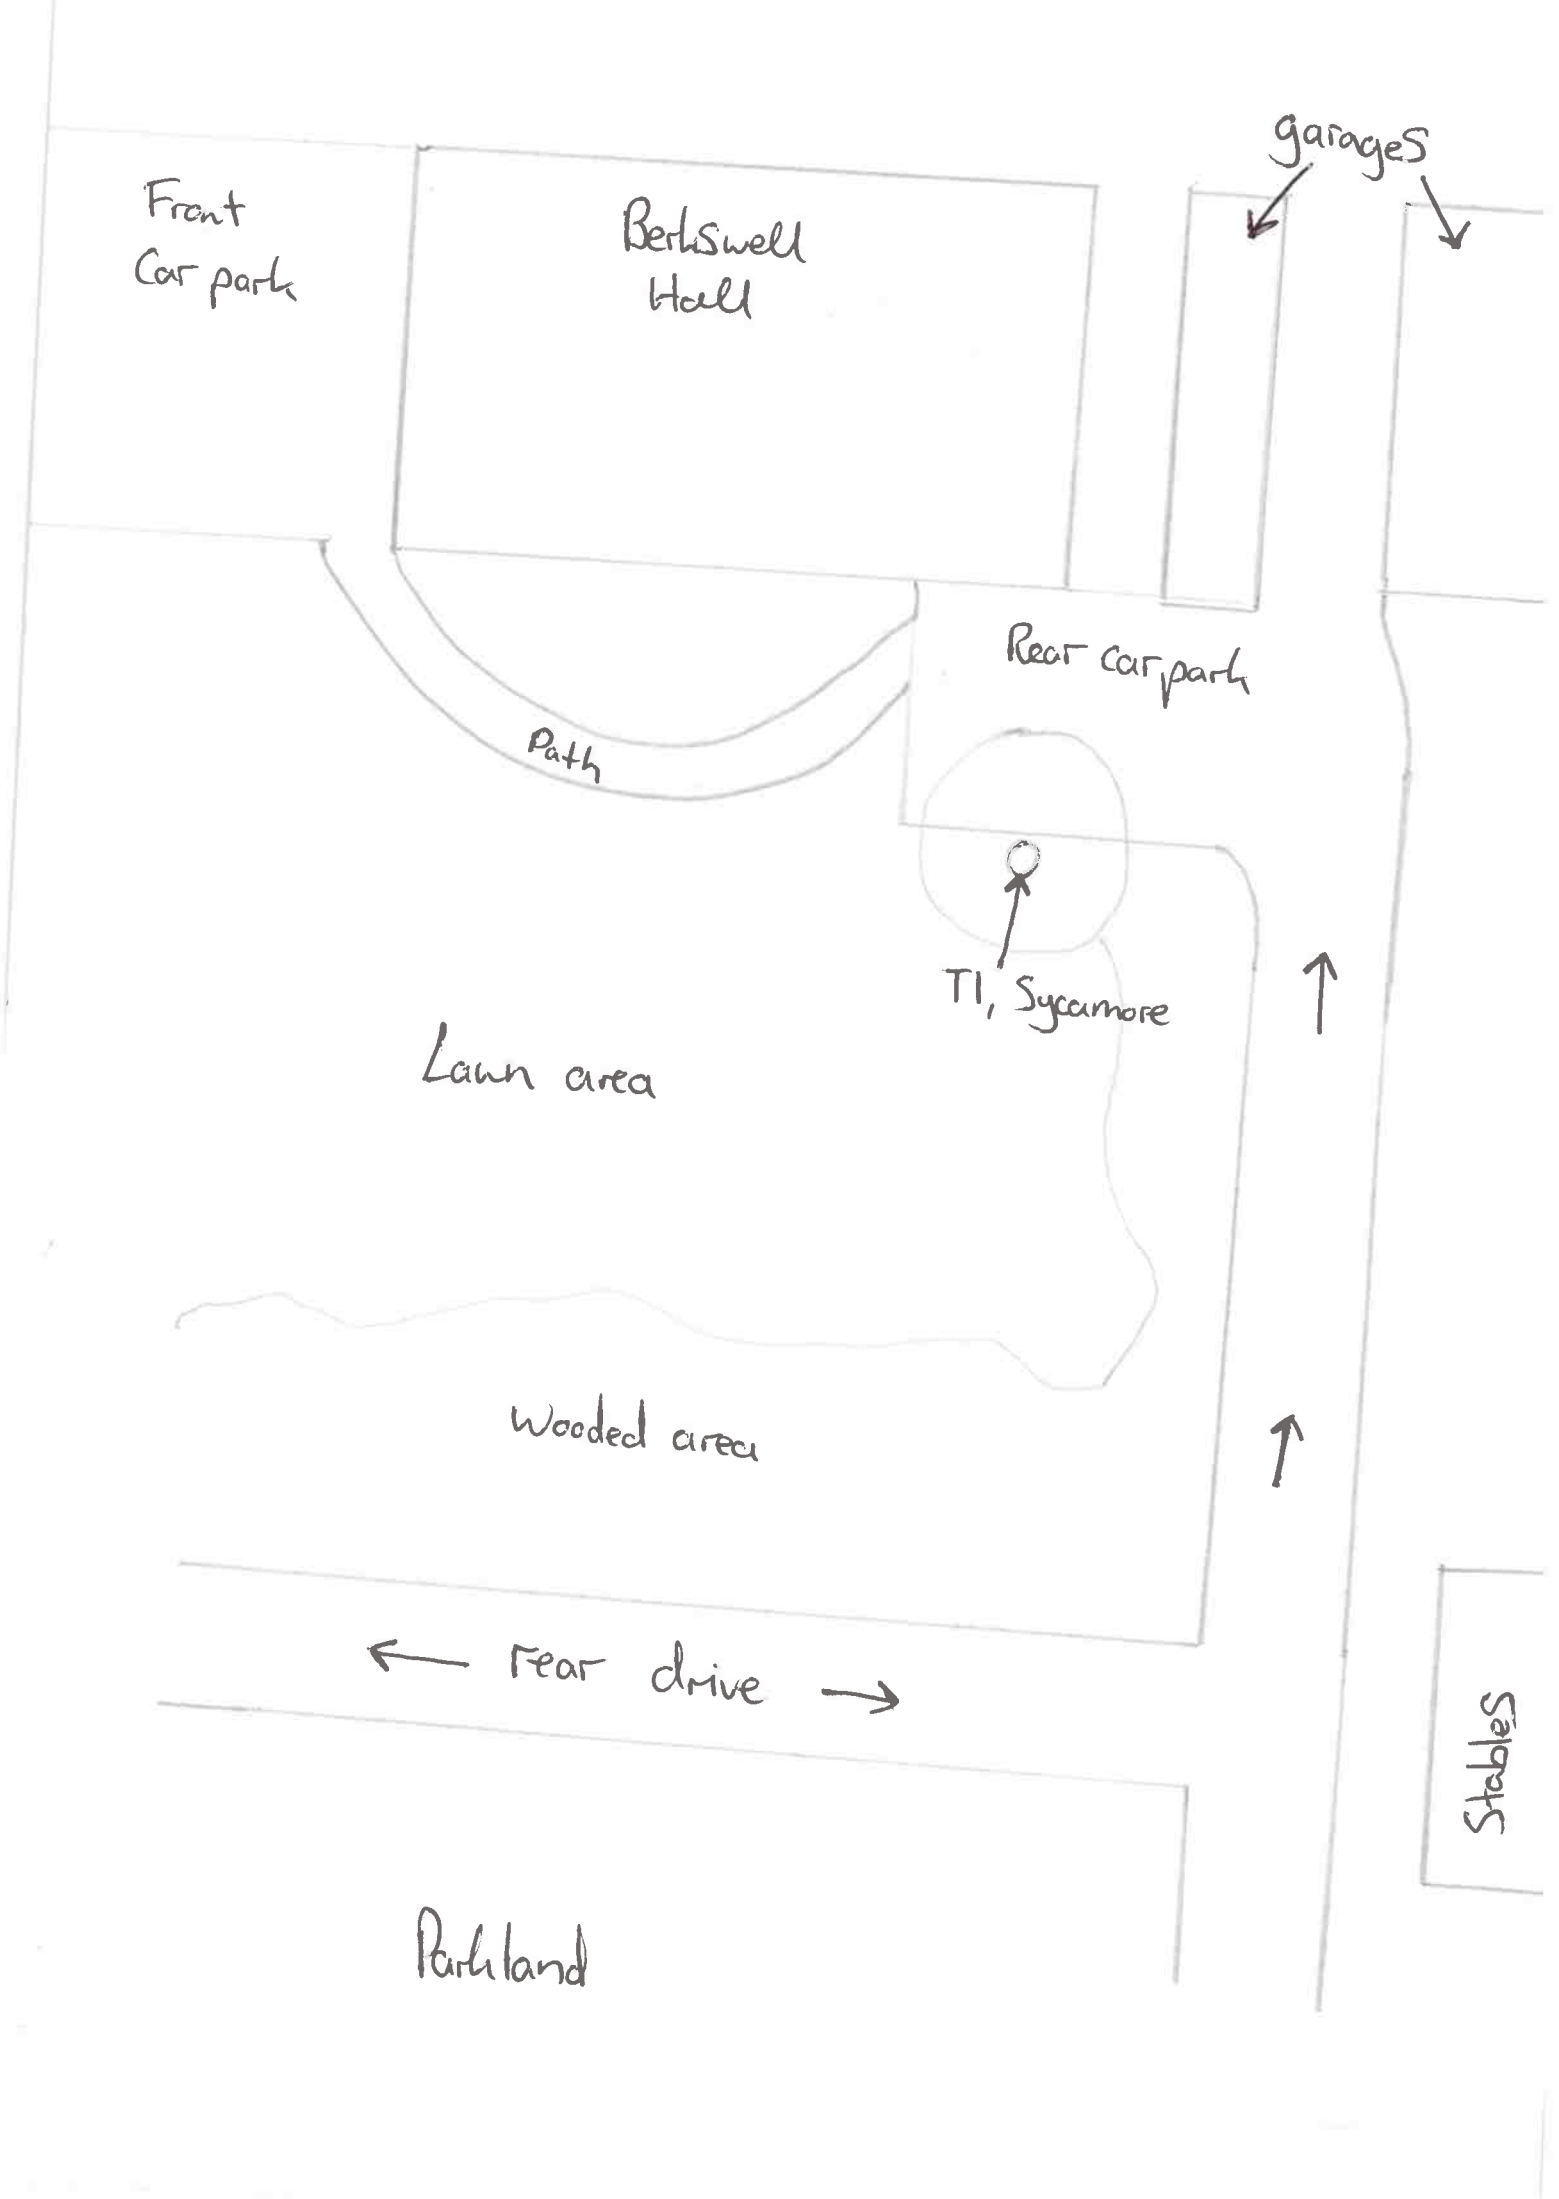 garages
Front
Car park
Berkswell
Hall
Rear car park
Path
T1, Sycamore
Lawn area
Wooded area
rear drive
Stables
Parkland